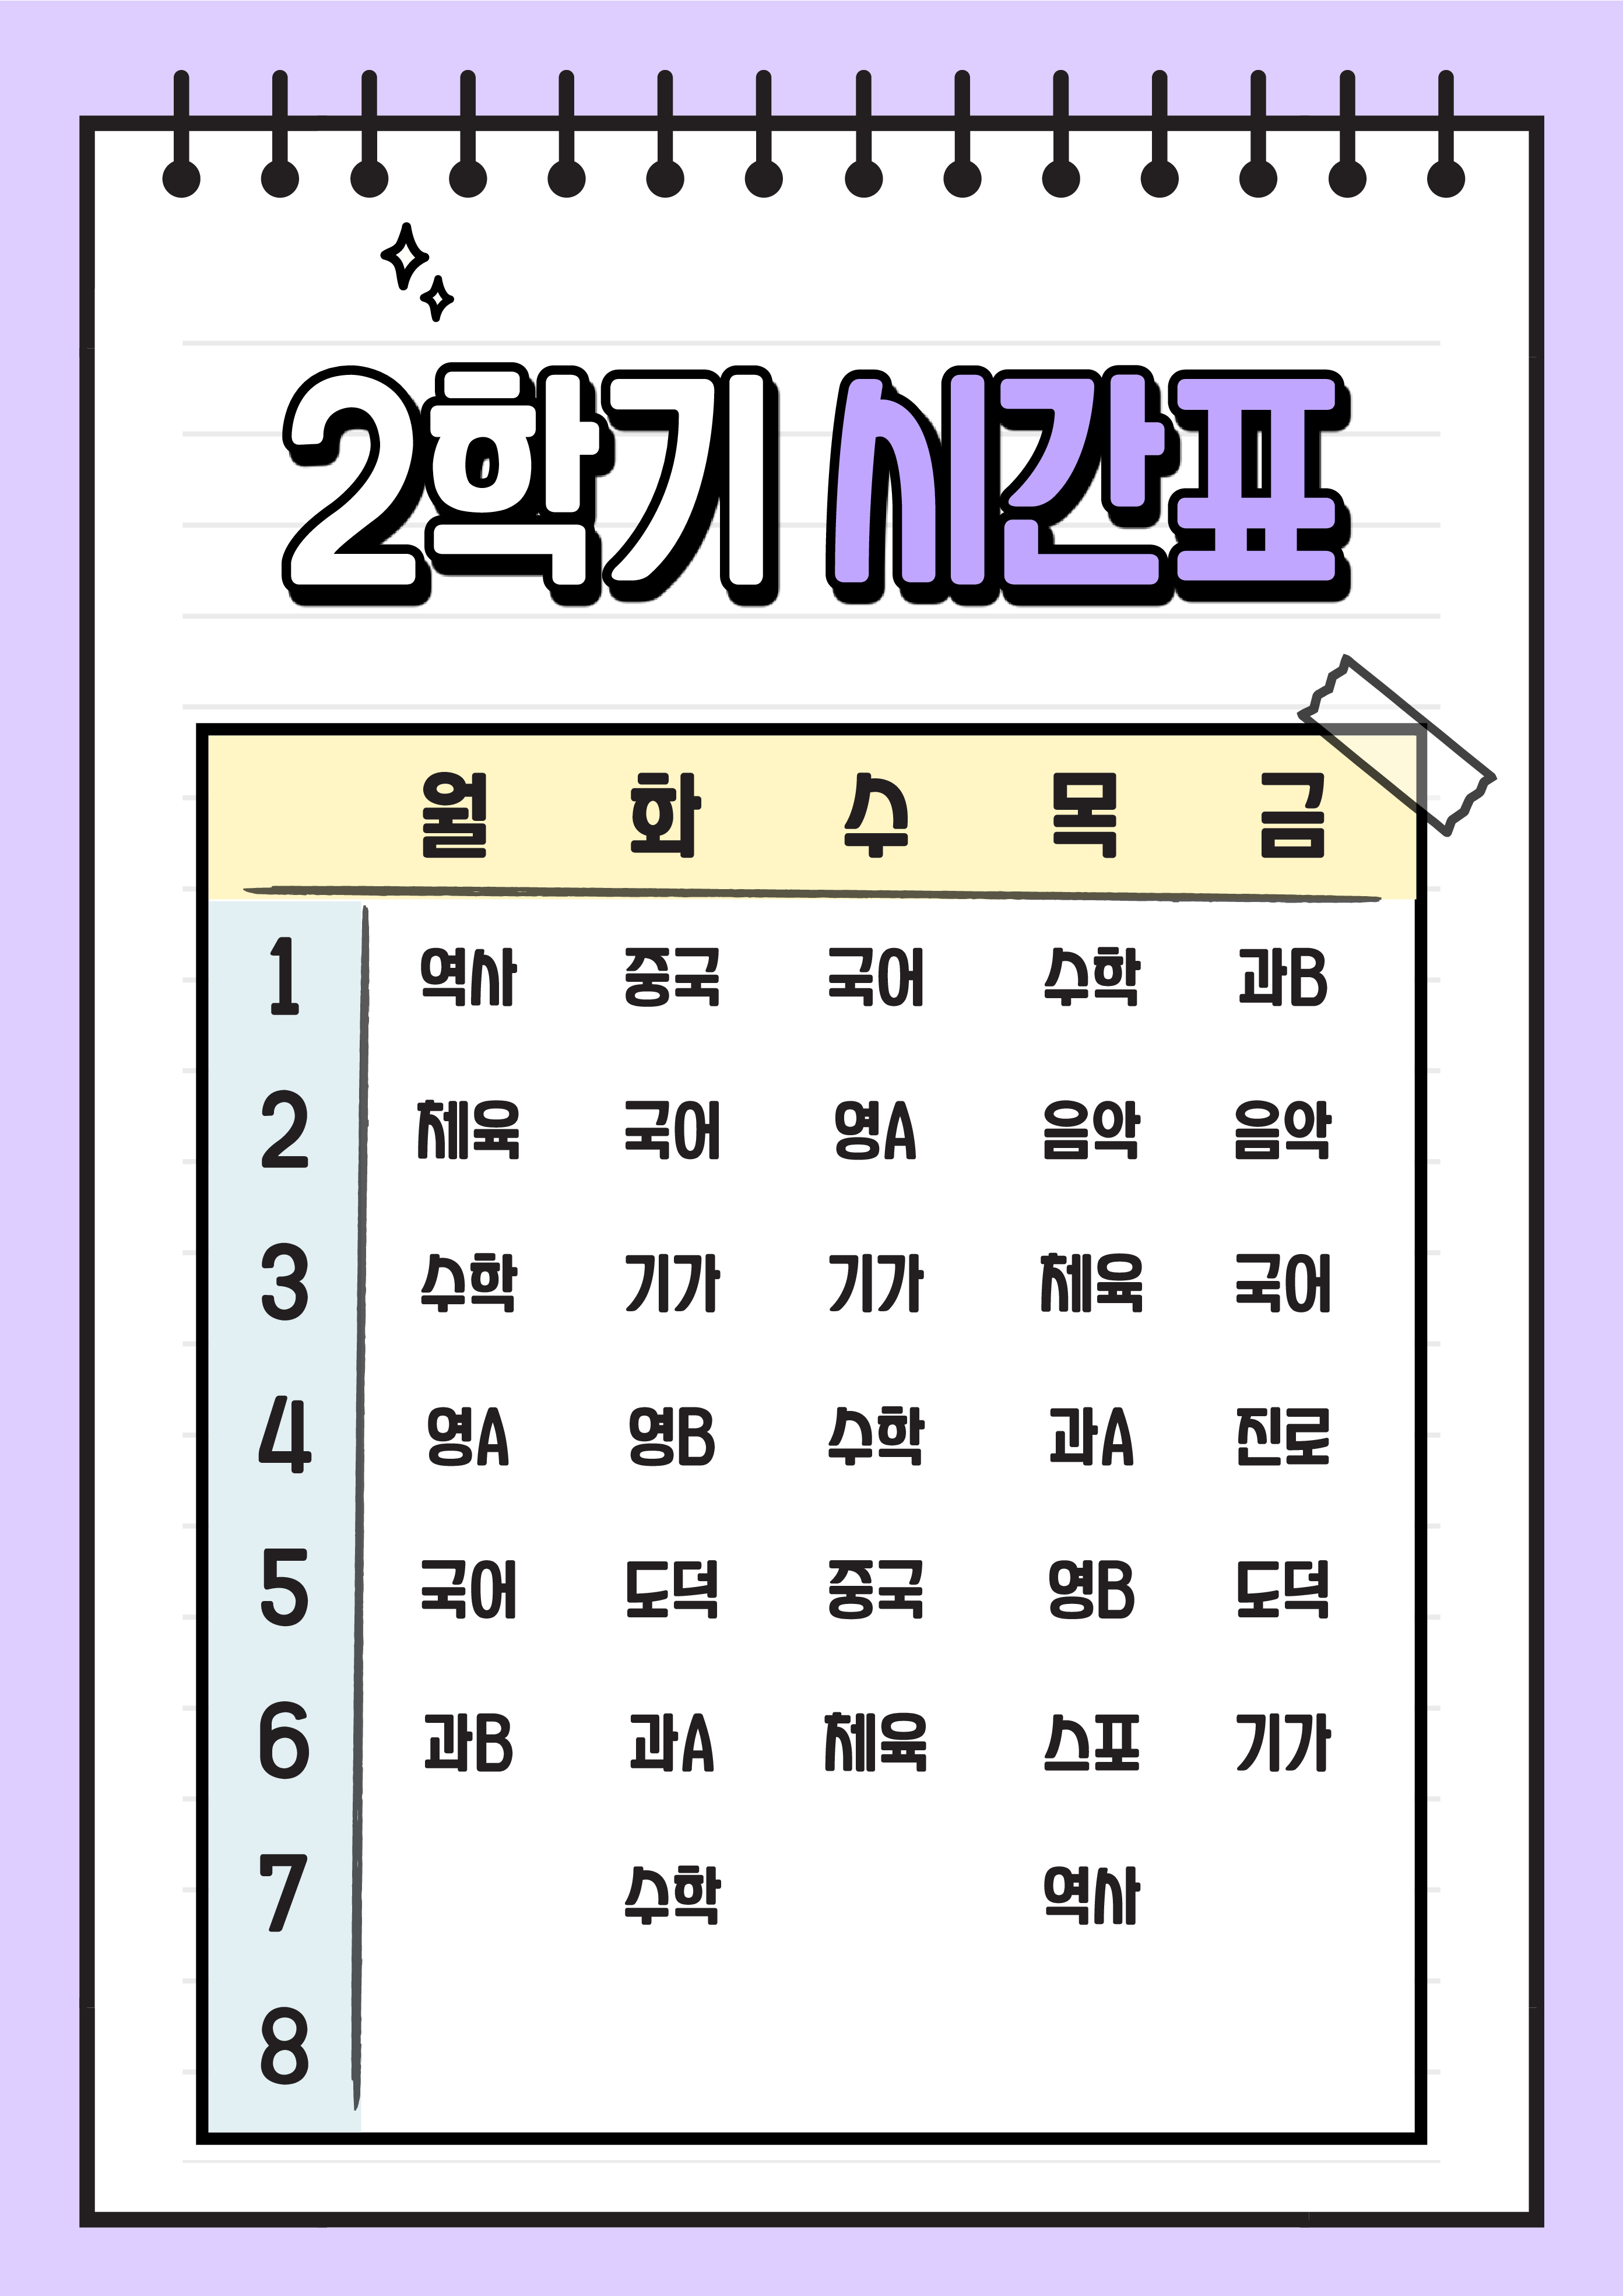 2학기 시간표
월 화 수 목 금
1 역사 중국 국어 수학 과B
2 체육 국어 영A 음악 음악
3 수학 기가 기가 체육 국어
4 영A 영B 수학 과A 진로
5 국어 도덕 중국 영B 도덕
6 과B 과A 체육 스포 기가
7 수학 역사
8